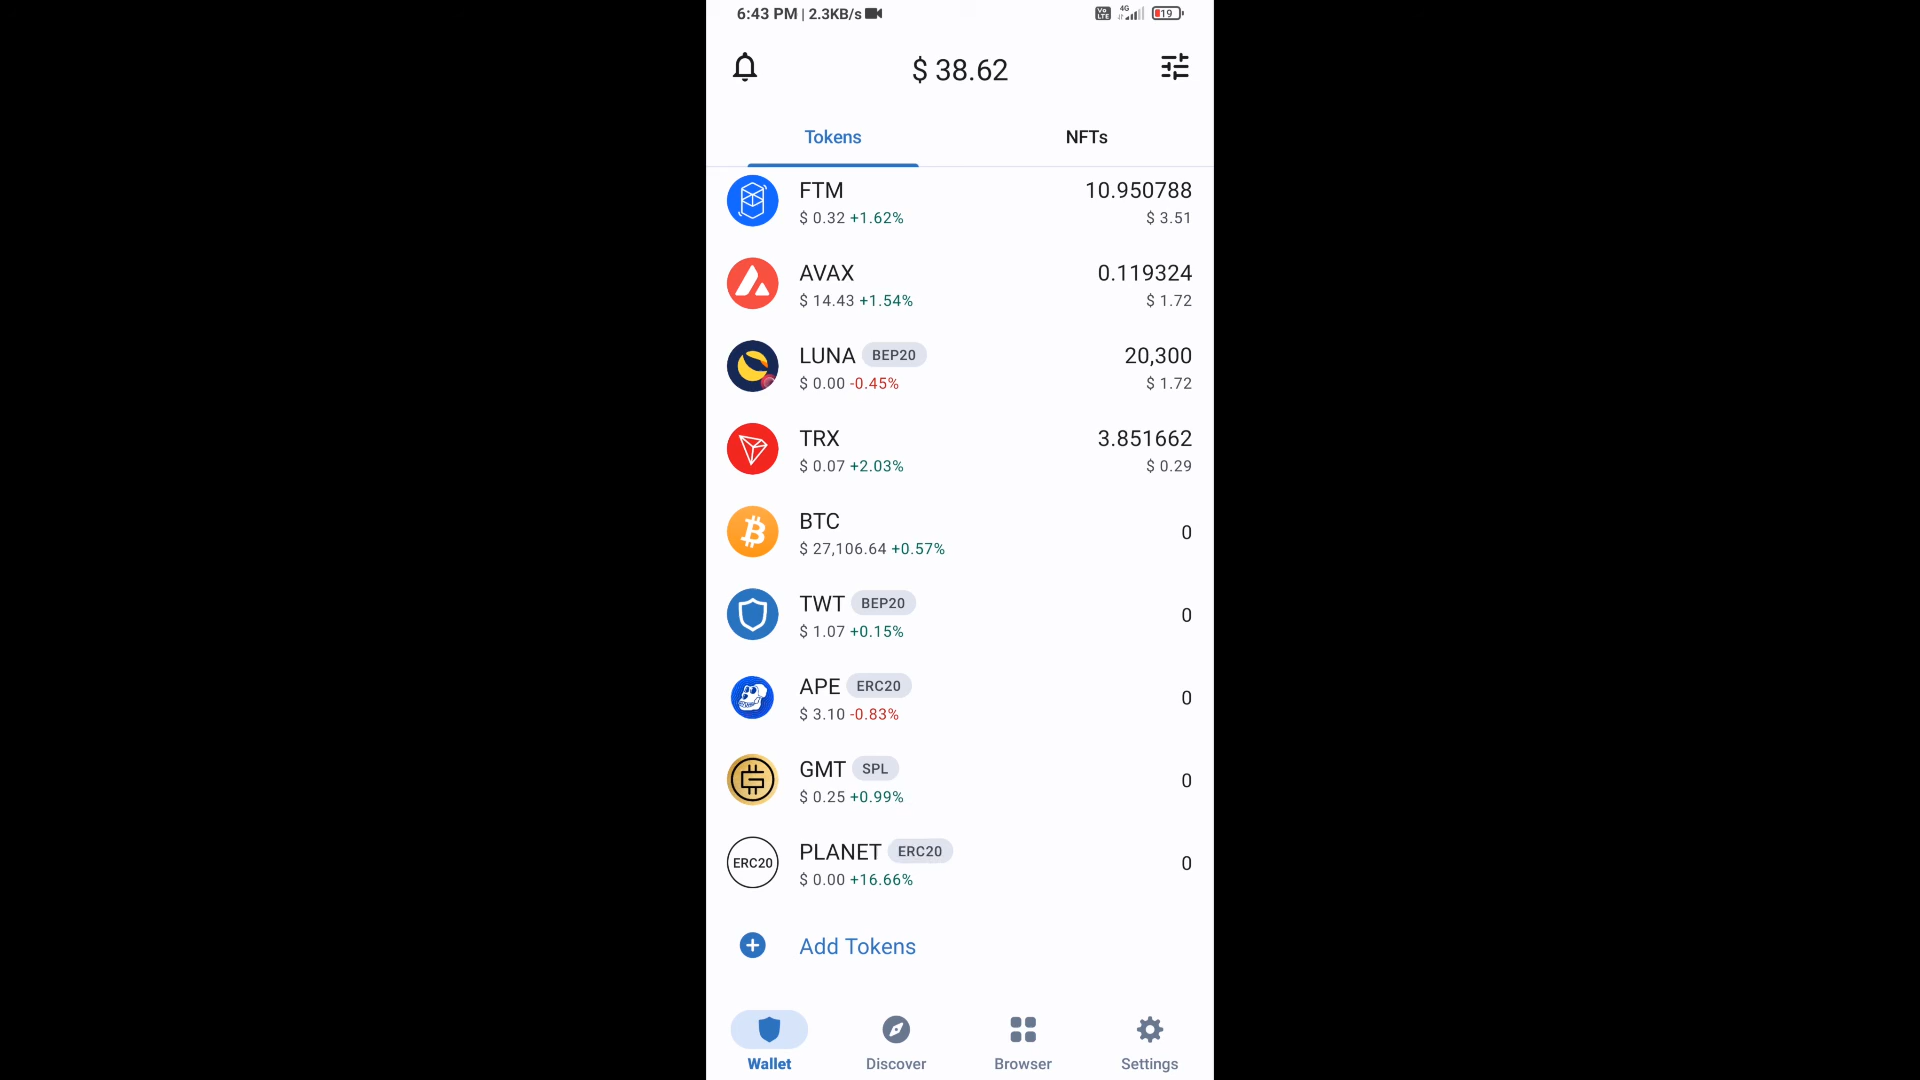 6:43 PM | 2.3KB/s Vo LTE 4G 19
$ 38.62
Tokens NFTs
FTM 10.950788
$ 0.32 +1.62% $ 3.51
AVAX 0.119324
$ 14.43 +1.54% $ 1.72
LUNA BEP20 20,300
$ 0.00 -0.45% $ 1.72
TRX 3.851662
$ 0.07 +2.03% $ 0.29
BTC 0
$ 27,106.64 +0.57%
TWT BEP20 0
$ 1.07 +0.15%
APE ERC20 0
$ 3.10 -0.83%
GMT SPL 0
$ 0.25 +0.99%
ERC20 PLANET ERC20 0
$ 0.00 +16.66%
Add Tokens
Wallet Discover Browser Settings